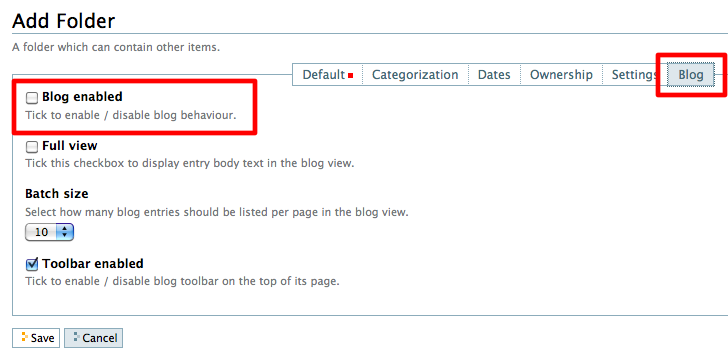 Add Folder
A folder which can contain other items.
Default Categorization Dates Ownership Settings Blog
Blog enabled
Tick to enable / disable blog behaviour.
Full view
Tick this checkbox to display entry body text in the blog view.
Batch size
Select how many blog entries should be listed per page in the blog view.
10
Toolbar enabled
Tick to enable / disable blog toolbar on the top of its page.
Save Cancel